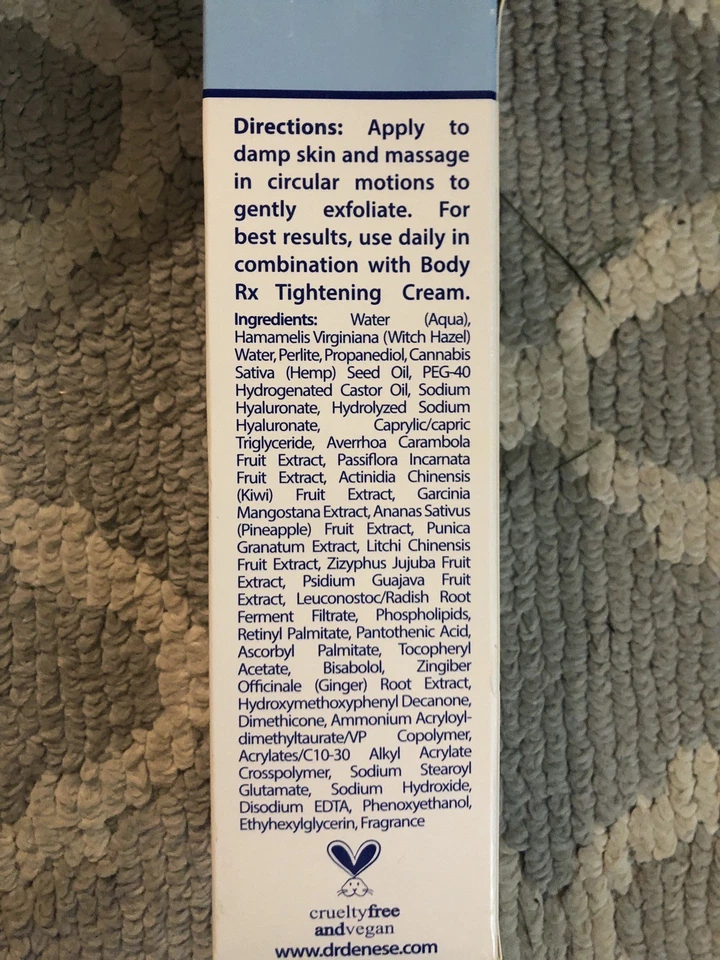 Directions: Apply to
damp skin and massage
in circular motions to
gently exfoliate. For
best results, use daily in
combination with Body
Rx Tightening Cream.
Ingredients: Water (Aqua),
Hamamelis Virginiana (Witch Hazel)
Water, Perlite, Propanediol, Cannabis
Sativa (Hemp) Seed Oil, PEG-40
Hydrogenated Castor Oil, Sodium
Hyaluronate, Hydrolyzed Sodium
Hyaluronate, Caprylic/capric
Triglyceride, Averrhoa Carambola
Fruit Extract, Passiflora Incarnata
Fruit Extract, Actinidia Chinensis
(Kiwi) Fruit Extract, Garcinia
Mangostana Extract, Ananas Sativus
(Pineapple) Fruit Extract, Punica
Granatum Extract, Litchi Chinensis
Fruit Extract, Zizyphus Jujuba Fruit
Extract, Psidium Guajava Fruit
Extract, Leuconostoc/Radish Root
Ferment Filtrate, Phospholipids,
Retinyl Palmitate, Pantothenic Acid,
Ascorbyl Palmitate, Tocopheryl
Acetate, Bisabolol, Zingiber
Officinale (Ginger) Root Extract,
Hydroxymethoxyphenyl Decanone,
Dimethicone, Ammonium Acryloyl-
dimethyltaurate/VP Copolymer,
Acrylates/C10-30 Alkyl Acrylate
Crosspolymer, Sodium Stearoyl
Glutamate, Sodium Hydroxide,
Disodium EDTA, Phenoxyethanol,
Ethyhexylglycerin, Fragrance
crueltyfree
andvegan
www.drdenese.com